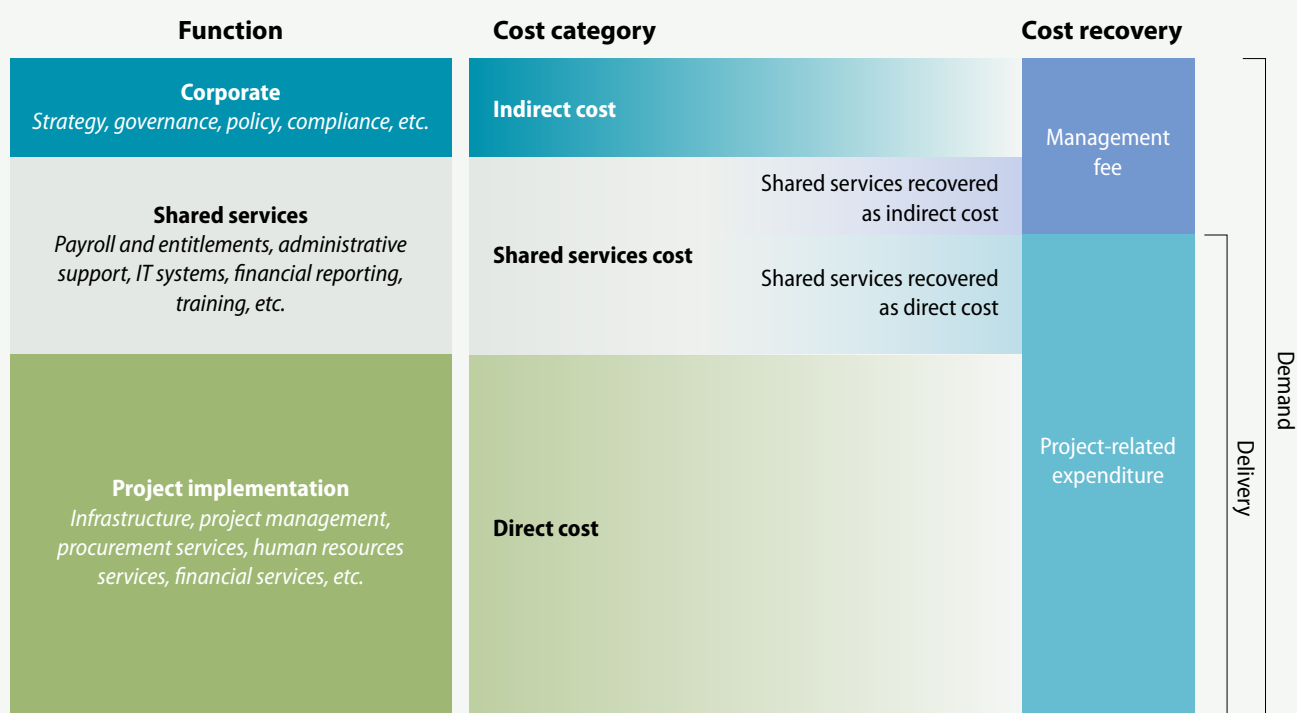 Function
Cost category
Cost recovery
Corporate
Strategy, governance, policy, compliance, etc.
Indirect cost
Management
fee
Shared services
Payroll and entitlements, administrative
support, IT systems, financial reporting,
training, etc.
Shared services cost
Shared services recovered
as indirect cost
Shared services recovered
as direct cost
Project implementation
Infrastructure, project management,
procurement services, human resources
services, financial services, etc.
Direct cost
Project-related
expenditure
Delivery
Demand